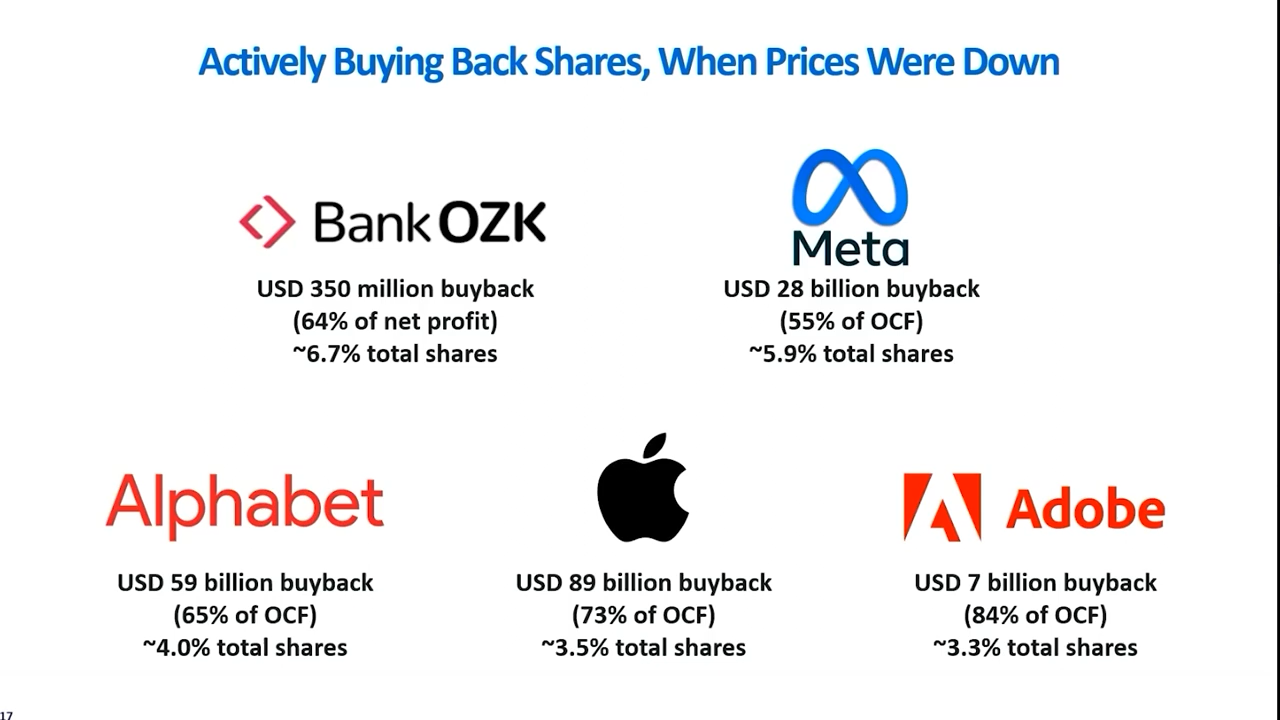 Actively Buying Back Shares, When Prices Were Down
Bank OZK
USD 350 million buyback
(64% of net profit)
~6.7% total shares
Meta
USD 28 billion buyback
(55% of OCF)
~5.9% total shares
Alphabet
USD 59 billion buyback
(65% of OCF)
~4.0% total shares
USD 89 billion buyback
(73% of OCF)
~3.5% total shares
Adobe
USD 7 billion buyback
(84% of OCF)
~3.3% total shares
17